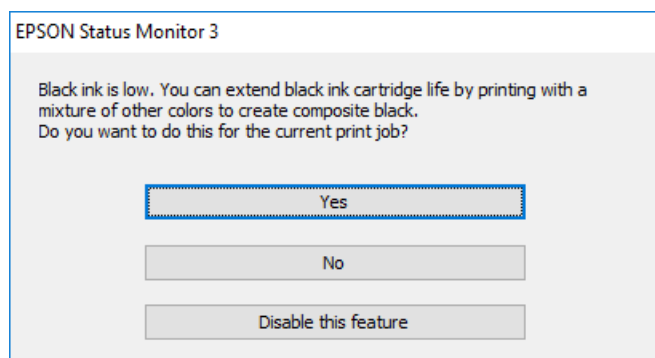 EPSON Status Monitor 3
Black ink is low. You can extend black ink cartridge life by printing with a
mixture of other colors to create composite black.
Do you want to do this for the current print job?
Yes
No
Disable this feature